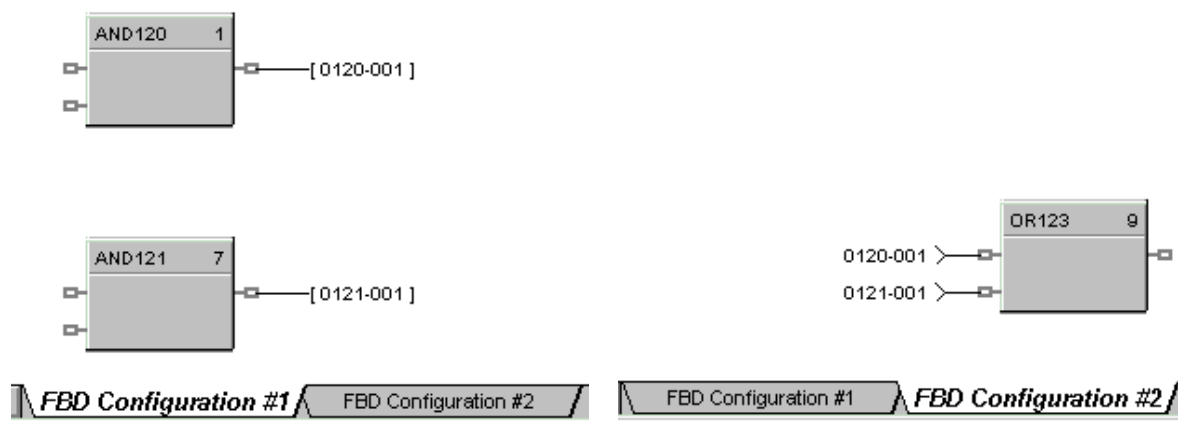 AND120 1
[ 0120-001 ]
AND121 7
[ 0121-001 ]
FBD Configuration #1 FBD Configuration #2
OR123 9
0120-001
0121-001
FBD Configuration #1 FBD Configuration #2